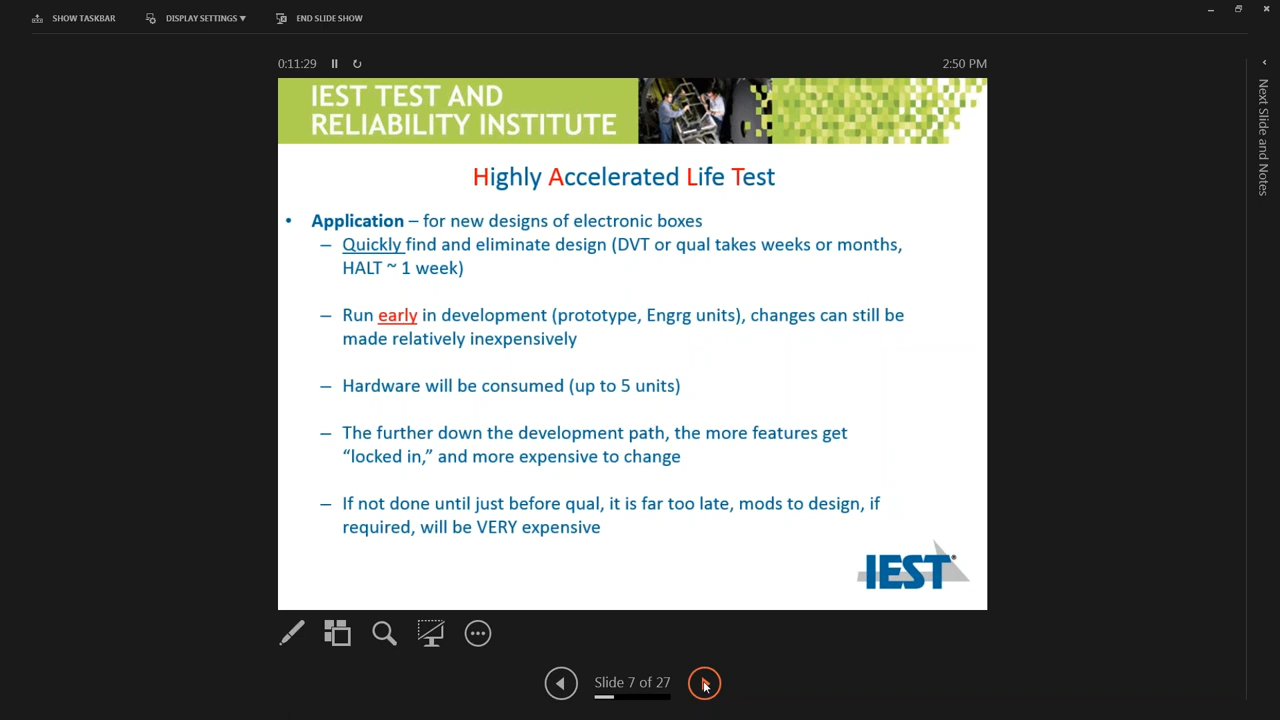 SHOW TASKBAR
DISPLAY SETTINGS ▼
END SLIDE SHOW
0:11:29
2:50 PM
IEST TEST AND
RELIABILITY INSTITUTE
Highly Accelerated Life Test
• Application – for new designs of electronic boxes
– Quickly find and eliminate design (DVT or qual takes weeks or months,
HALT ~ 1 week)
– Run early in development (prototype, Engrg units), changes can still be
made relatively inexpensively
– Hardware will be consumed (up to 5 units)
– The further down the development path, the more features get
“locked in,” and more expensive to change
– If not done until just before qual, it is far too late, mods to design, if
required, will be VERY expensive
IEST®
Slide 7 of 27
Next Slide and Notes